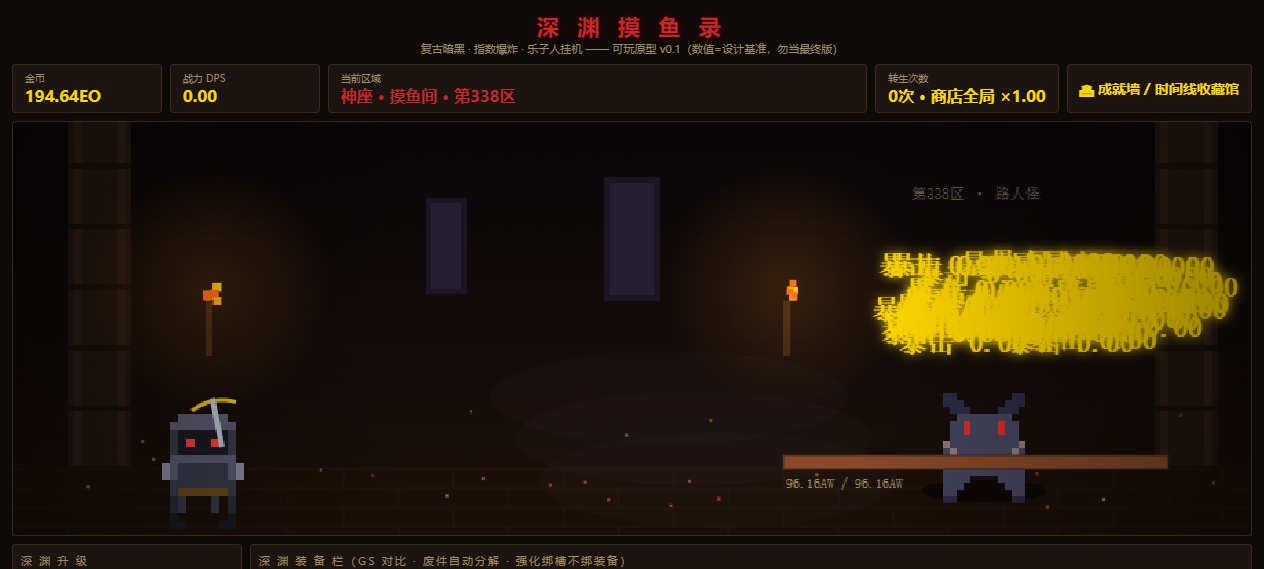 深渊摸鱼录
复古暗黑 · 指数爆炸 · 乐子人挂机 —— 可玩原型 v0.1（数值=设计基准，勿当最终版）
金币
194.64EO
战力 DPS
0.00
当前区域
神座 • 摸鱼间 • 第338区
转生次数
0次 • 商店全局 ×1.00
成就墙 / 时间线收藏馆
第338区 • 路人怪
96.16AW / 96.16AW
深渊升级
深渊装备栏（GS 对比 · 废件自动分解 · 强化绑槽不绑装备）